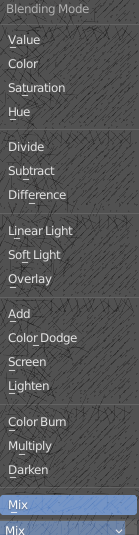 Blending Mode
Value
Color
Saturation
Hue
Divide
Subtract
Difference
Linear Light
Soft Light
Overlay
Add
Color Dodge
Screen
Lighten
Color Burn
Multiply
Darken
Mix
Mix